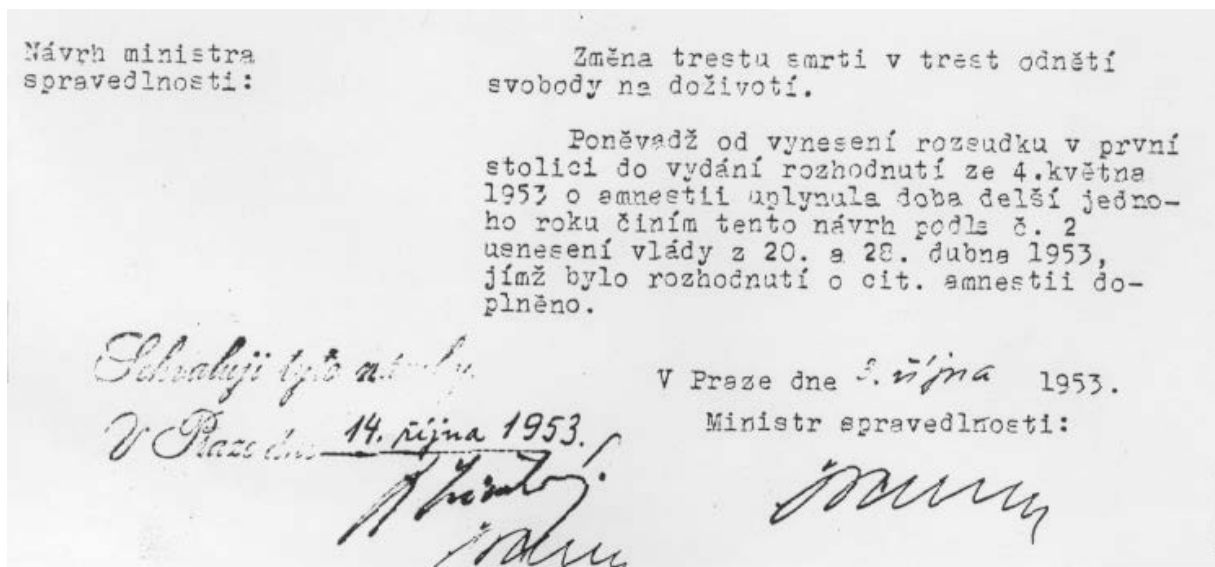 Návrh ministra
spravedlnosti:
Změna trestu smrti v trest odnětí
svobody na doživotí.
Poněvadž od vynesení rozsudku v první
stolici do vydání rozhodnutí ze 4.května
1953 o amnestii uplynula doba delší jedno-
ho roku činím tento návrh podle č. 2
usnesení vlády z 20. a 28. dubna 1953,
jímž bylo rozhodnutí o cit. amnestii do-
plněno.
Schvaluji tyto návrhy.
V Praze dne 14. října 1953.
V Praze dne října 1953.
Ministr spravedlnosti: